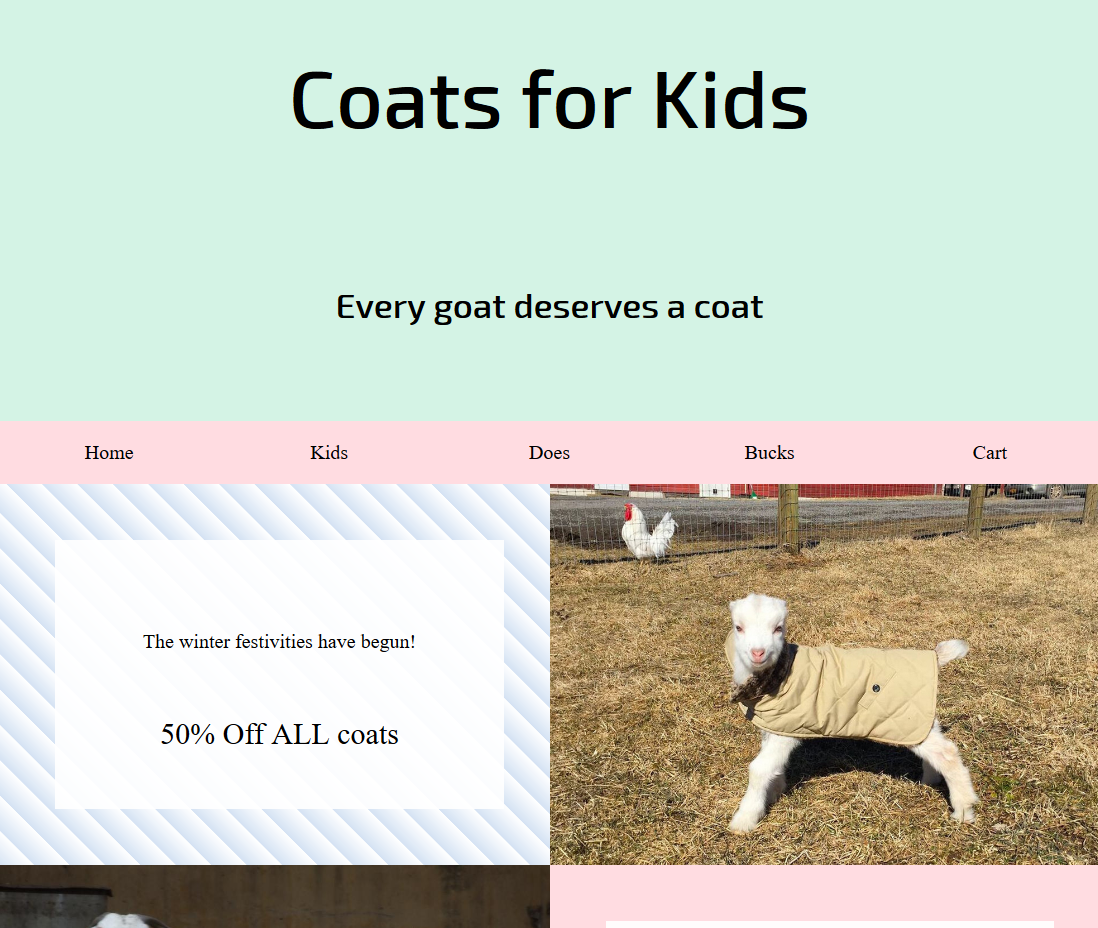 Coats for Kids
Every goat deserves a coat
Home Kids Does Bucks Cart
The winter festivities have begun!
50% Off ALL coats